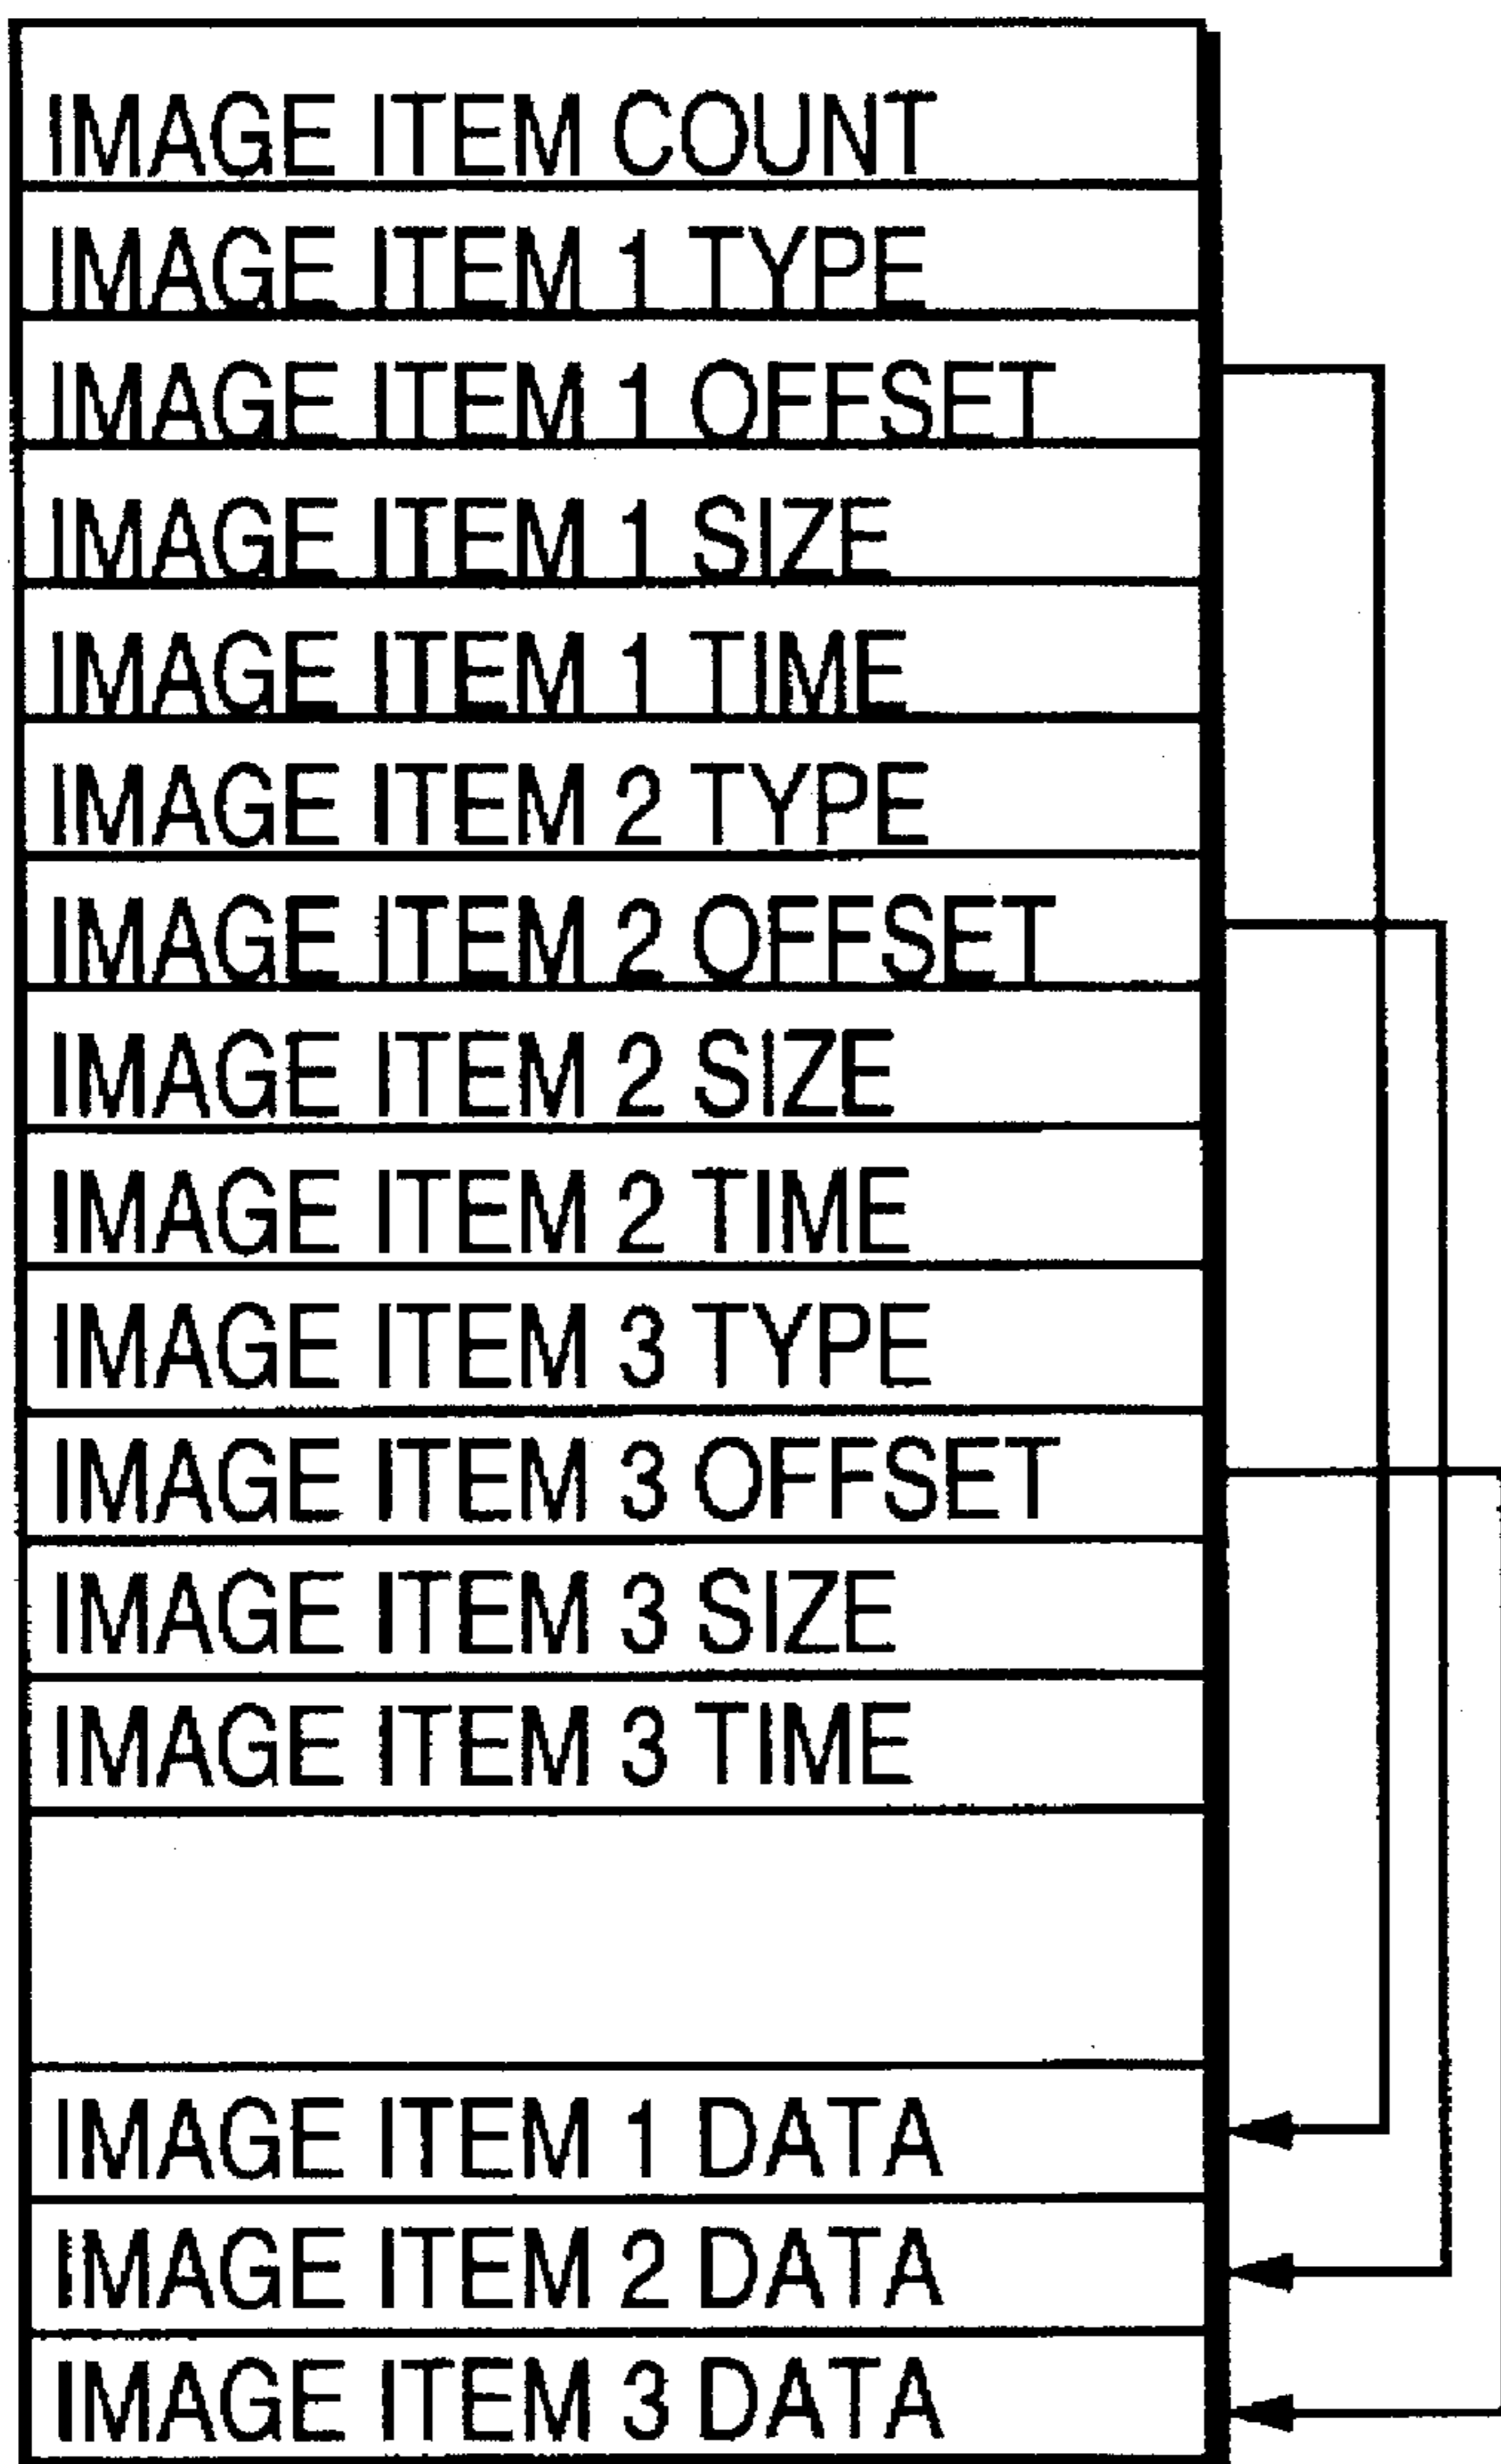 IMAGE ITEM COUNT
IMAGE ITEM 1 TYPE
IMAGE ITEM 1 OFFSET
IMAGE ITEM 1 SIZE
IMAGE ITEM 1 TIME
IMAGE ITEM 2 TYPE
IMAGE ITEM 2 OFFSET
IMAGE ITEM 2 SIZE
IMAGE ITEM 2 TIME
IMAGE ITEM 3 TYPE
IMAGE ITEM 3 OFFSET
IMAGE ITEM 3 SIZE
IMAGE ITEM 3 TIME
IMAGE ITEM 1 DATA
IMAGE ITEM 2 DATA
IMAGE ITEM 3 DATA